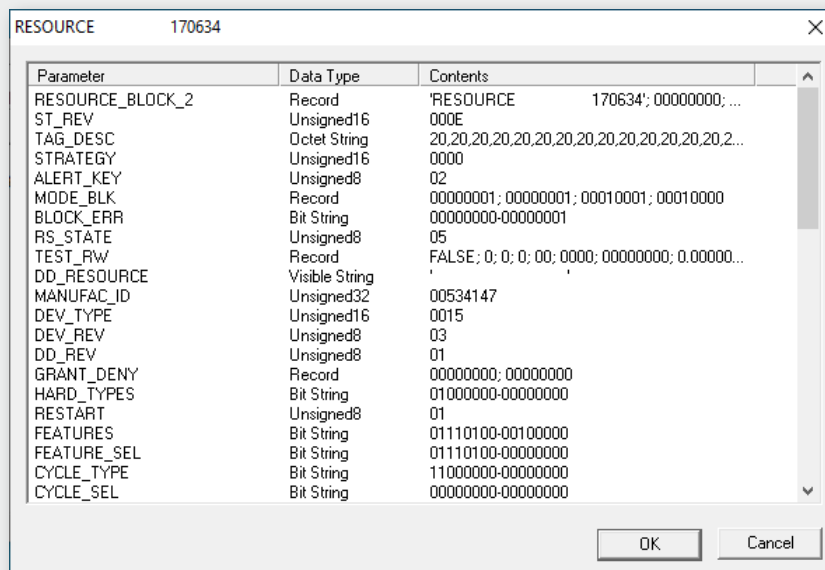 RESOURCE 170634
Parameter Data Type Contents
RESOURCE_BLOCK_2 Record 'RESOURCE 170634'; 00000000; ...
ST_REV Unsigned16 000E
TAG_DESC Octet String 20,20,20,20,20,20,20,20,20,20,20,20,20,20,2...
STRATEGY Unsigned16 0000
ALERT_KEY Unsigned8 02
MODE_BLK Record 00000001; 00000001; 00010001; 00010000
BLOCK_ERR Bit String 00000000-00000001
RS_STATE Unsigned8 05
TEST_RW Record FALSE; 0; 0; 0; 00; 0000; 00000000; 0.00000...
DD_RESOURCE Visible String ' '
MANUFAC_ID Unsigned32 00534147
DEV_TYPE Unsigned16 0015
DEV_REV Unsigned8 03
DD_REV Unsigned8 01
GRANT_DENY Record 00000000; 00000000
HARD_TYPES Bit String 01000000-00000000
RESTART Unsigned8 01
FEATURES Bit String 01110100-00100000
FEATURE_SEL Bit String 01110100-00000000
CYCLE_TYPE Bit String 11000000-00000000
CYCLE_SEL Bit String 00000000-00000000
OK Cancel